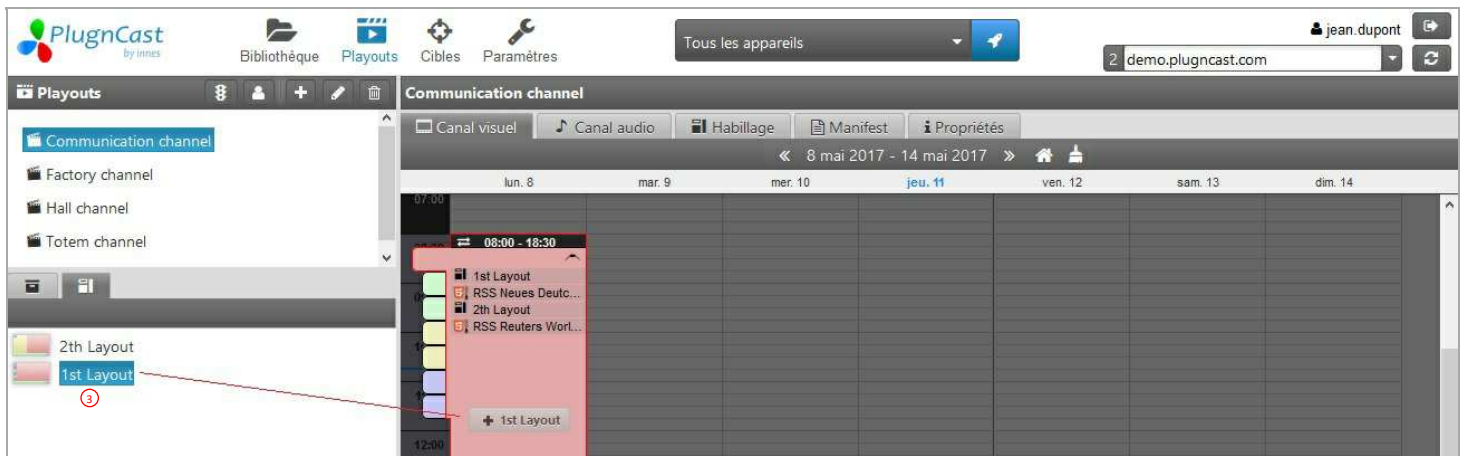 PlugnCast
by innes
Bibliothèque
Playouts
Cibles
Paramètres
Tous les appareils
jean.dupont
2 demo.plugncast.com
Playouts
Communication channel
Communication channel
Factory channel
Hall channel
Totem channel
Canal visuel
Canal audio
Habillage
Manifest
Propriétés
« 8 mai 2017 - 14 mai 2017 »
lun. 8
mar. 9
mer. 10
jeu. 11
ven. 12
sam. 13
dim. 14
07:00
08:00 - 18:30
1st Layout
RSS Neues Deutc...
2th Layout
RSS Reuters Worl...
+ 1st Layout
12:00
2th Layout
1st Layout
3